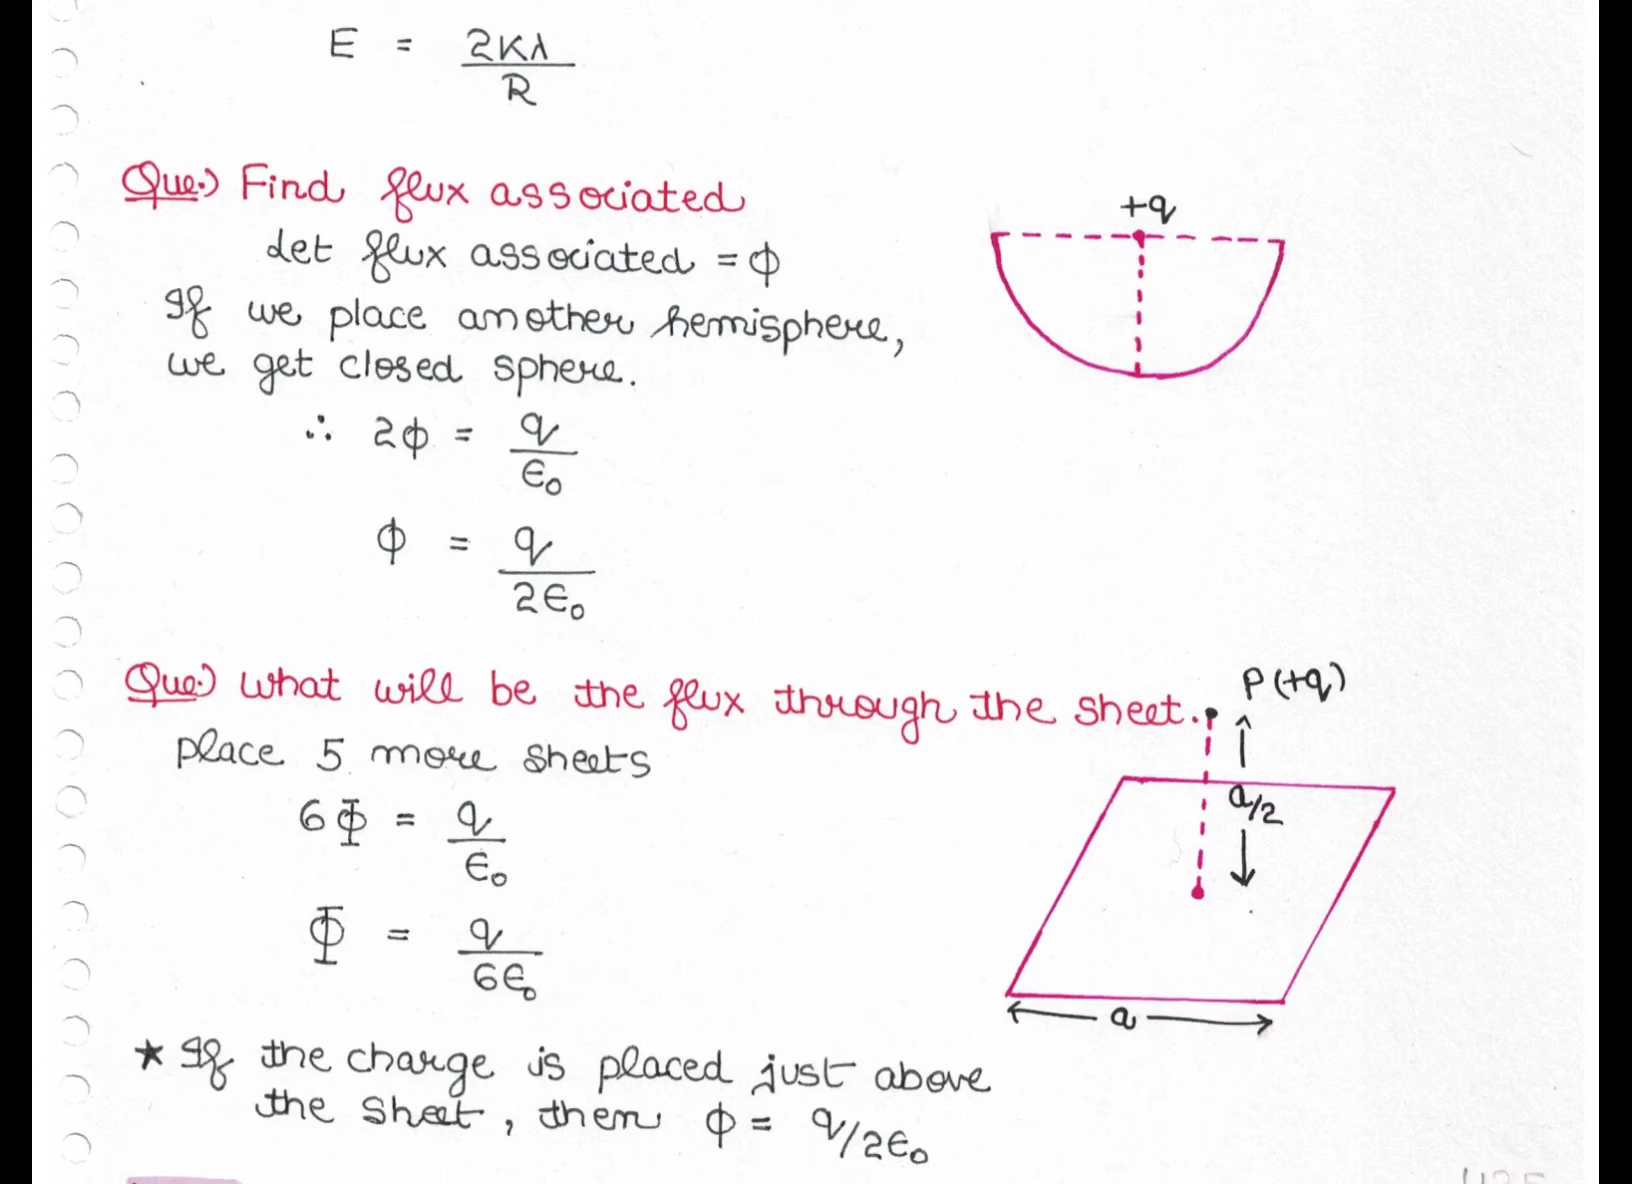 E = 2Kλ/R
Que.) Find flux associated
Let flux associated = ϕ
If we place another hemisphere,
we get closed sphere.
∴ 2ϕ = q/ϵ₀
ϕ = q/2ϵ₀
+q
Que.) What will be the flux through the sheet.
P (+q)
place 5 more sheets
6Φ = q/ϵ₀
Φ = q/6ϵ₀
a/2
a
★ If the charge is placed just above
the sheet, then ϕ = q/2ϵ₀